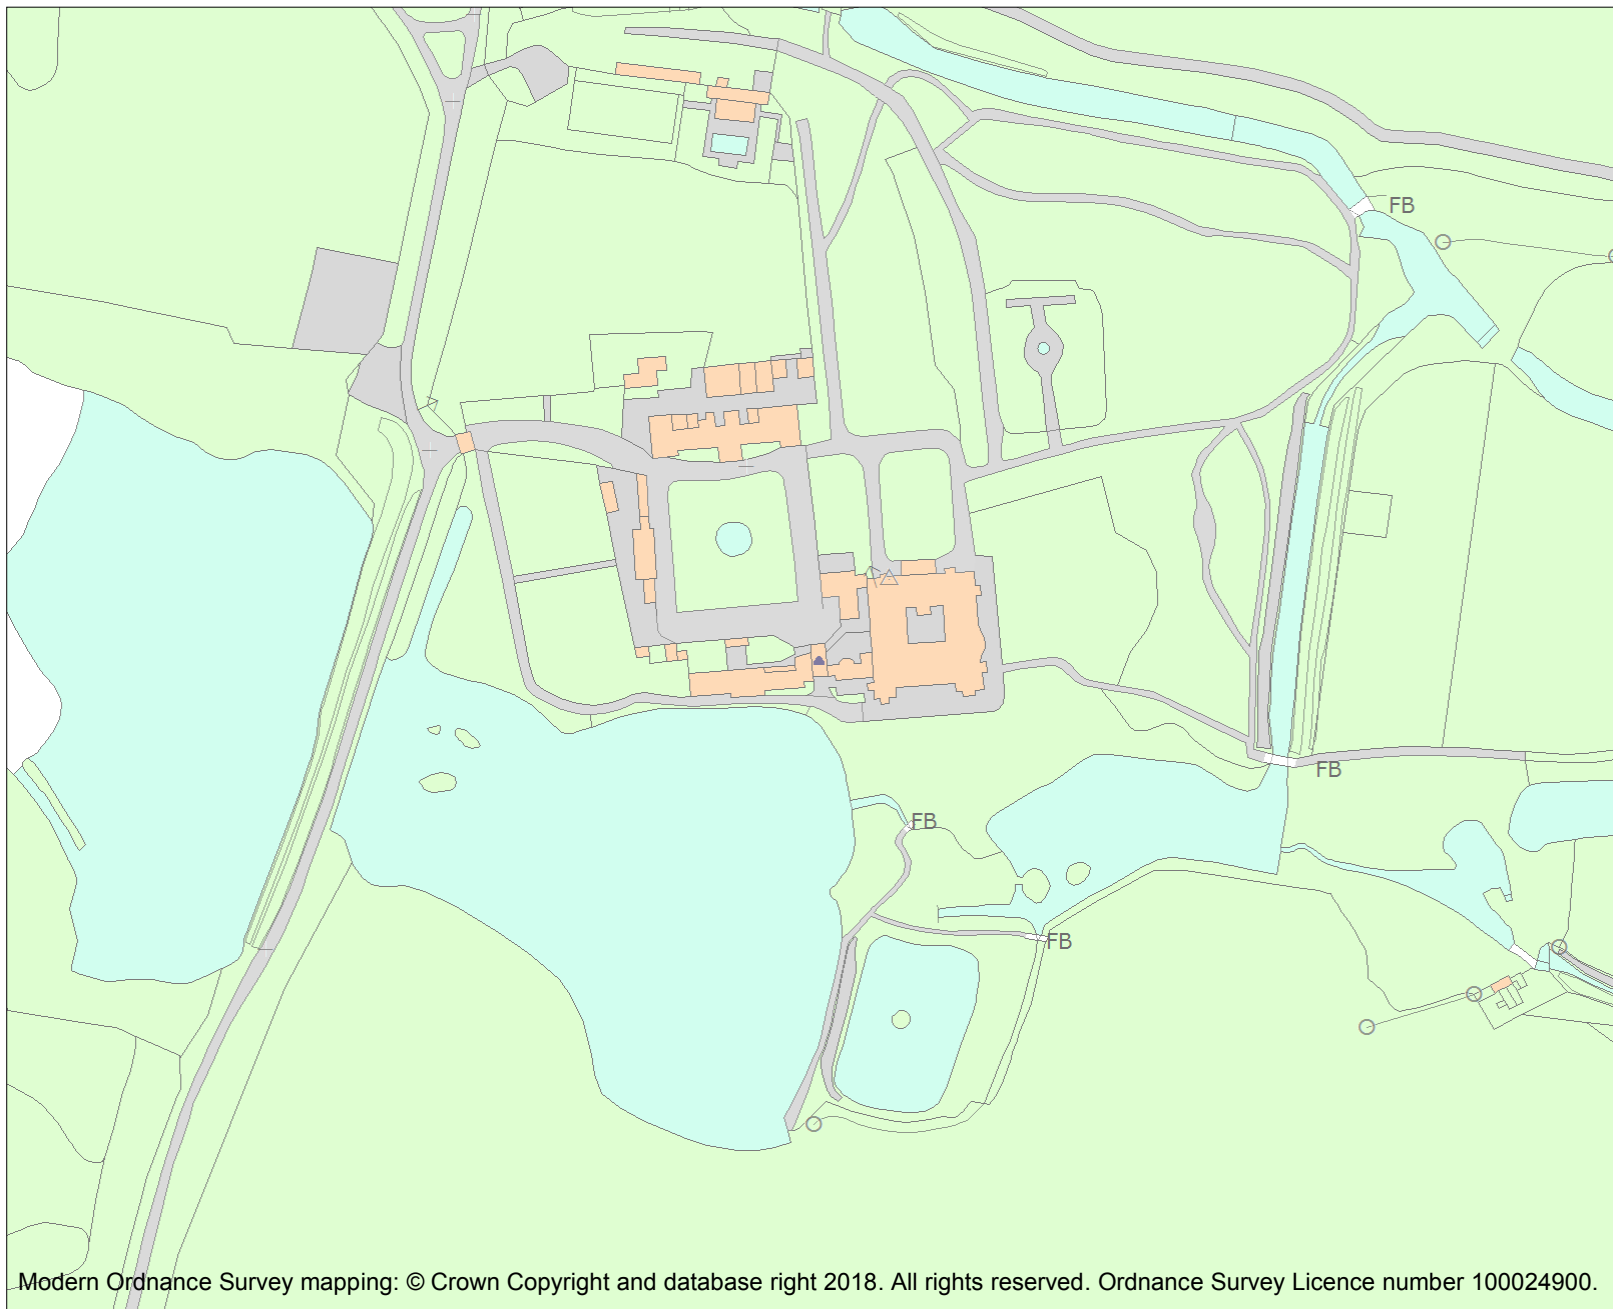 FB
FB
FB
FB
Modern Ordnance Survey mapping: © Crown Copyright and database right 2018. All rights reserved. Ordnance Survey Licence number 100024900.